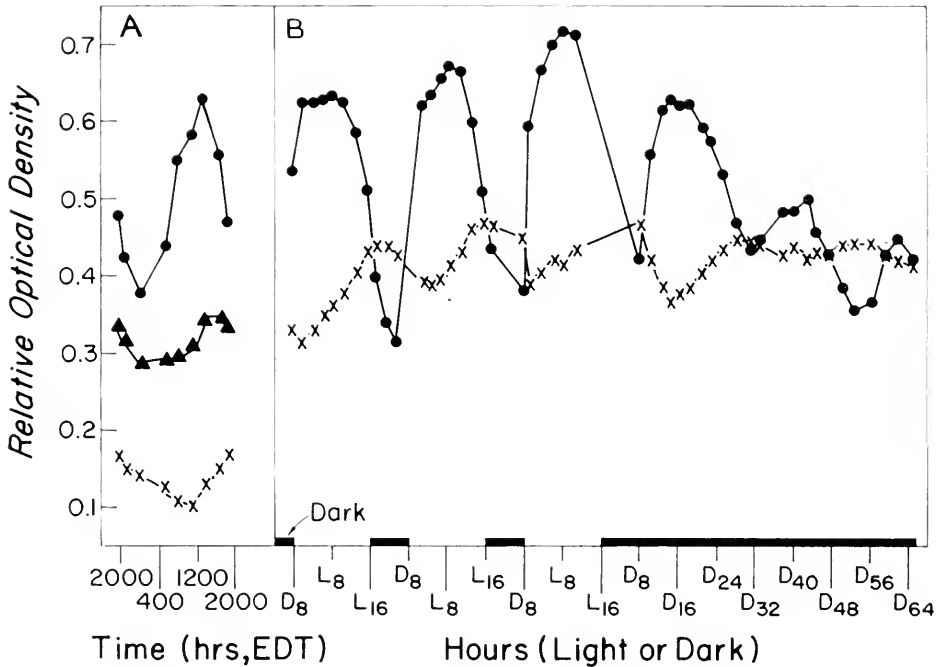 A
B
Relative Optical Density
0.7
0.6
0.5
0.4
0.3
0.2
0.1
Dark
2000 1200
400 2000
L8 D8 L8 L8 D8 D24 D40 D56
D8 L16 L16 D8 L16 D16 D32 D48 D64
Time (hrs, EDT)
Hours (Light or Dark)